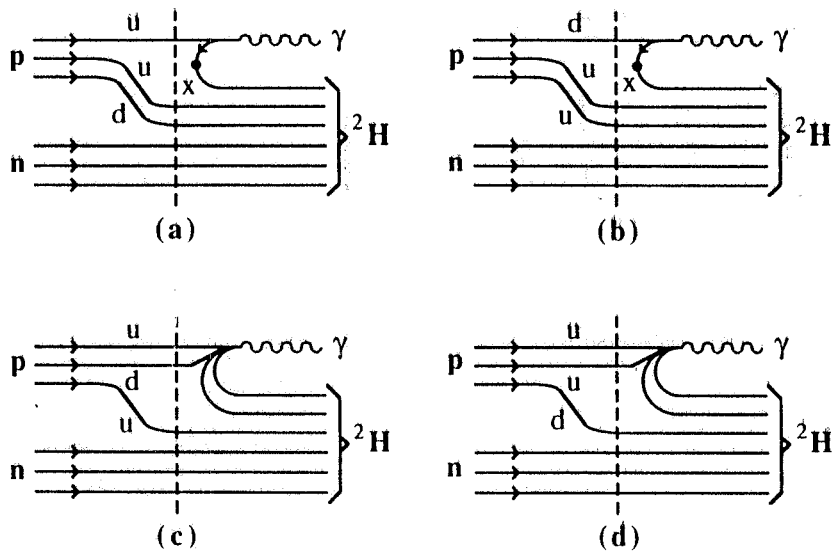 u d
γ γ
p u p u
x x
d u
²H ²H
n n
(a) (b)
u u
γ γ
p p
d u
u d
²H ²H
n n
(c) (d)